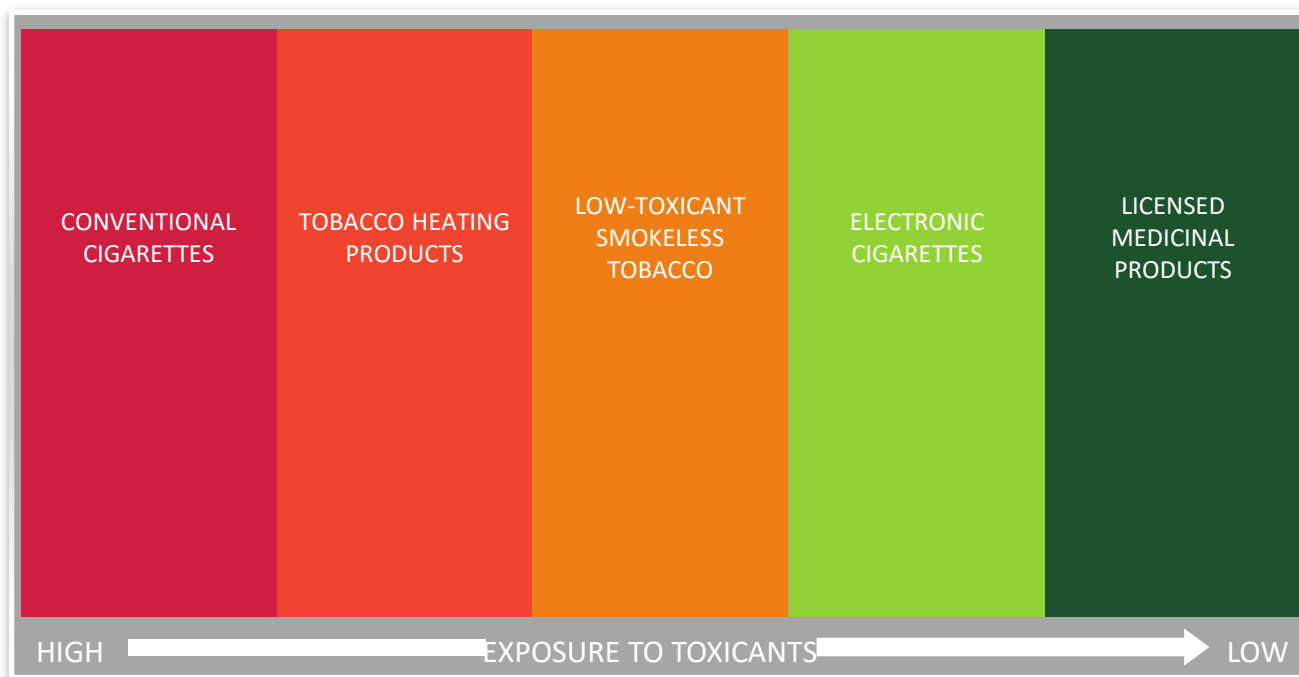 CONVENTIONAL
CIGARETTES
TOBACCO HEATING
PRODUCTS
LOW-TOXICANT
SMOKELESS
TOBACCO
ELECTRONIC
CIGARETTES
LICENSED
MEDICINAL
PRODUCTS
HIGH EXPOSURE TO TOXICANTS LOW